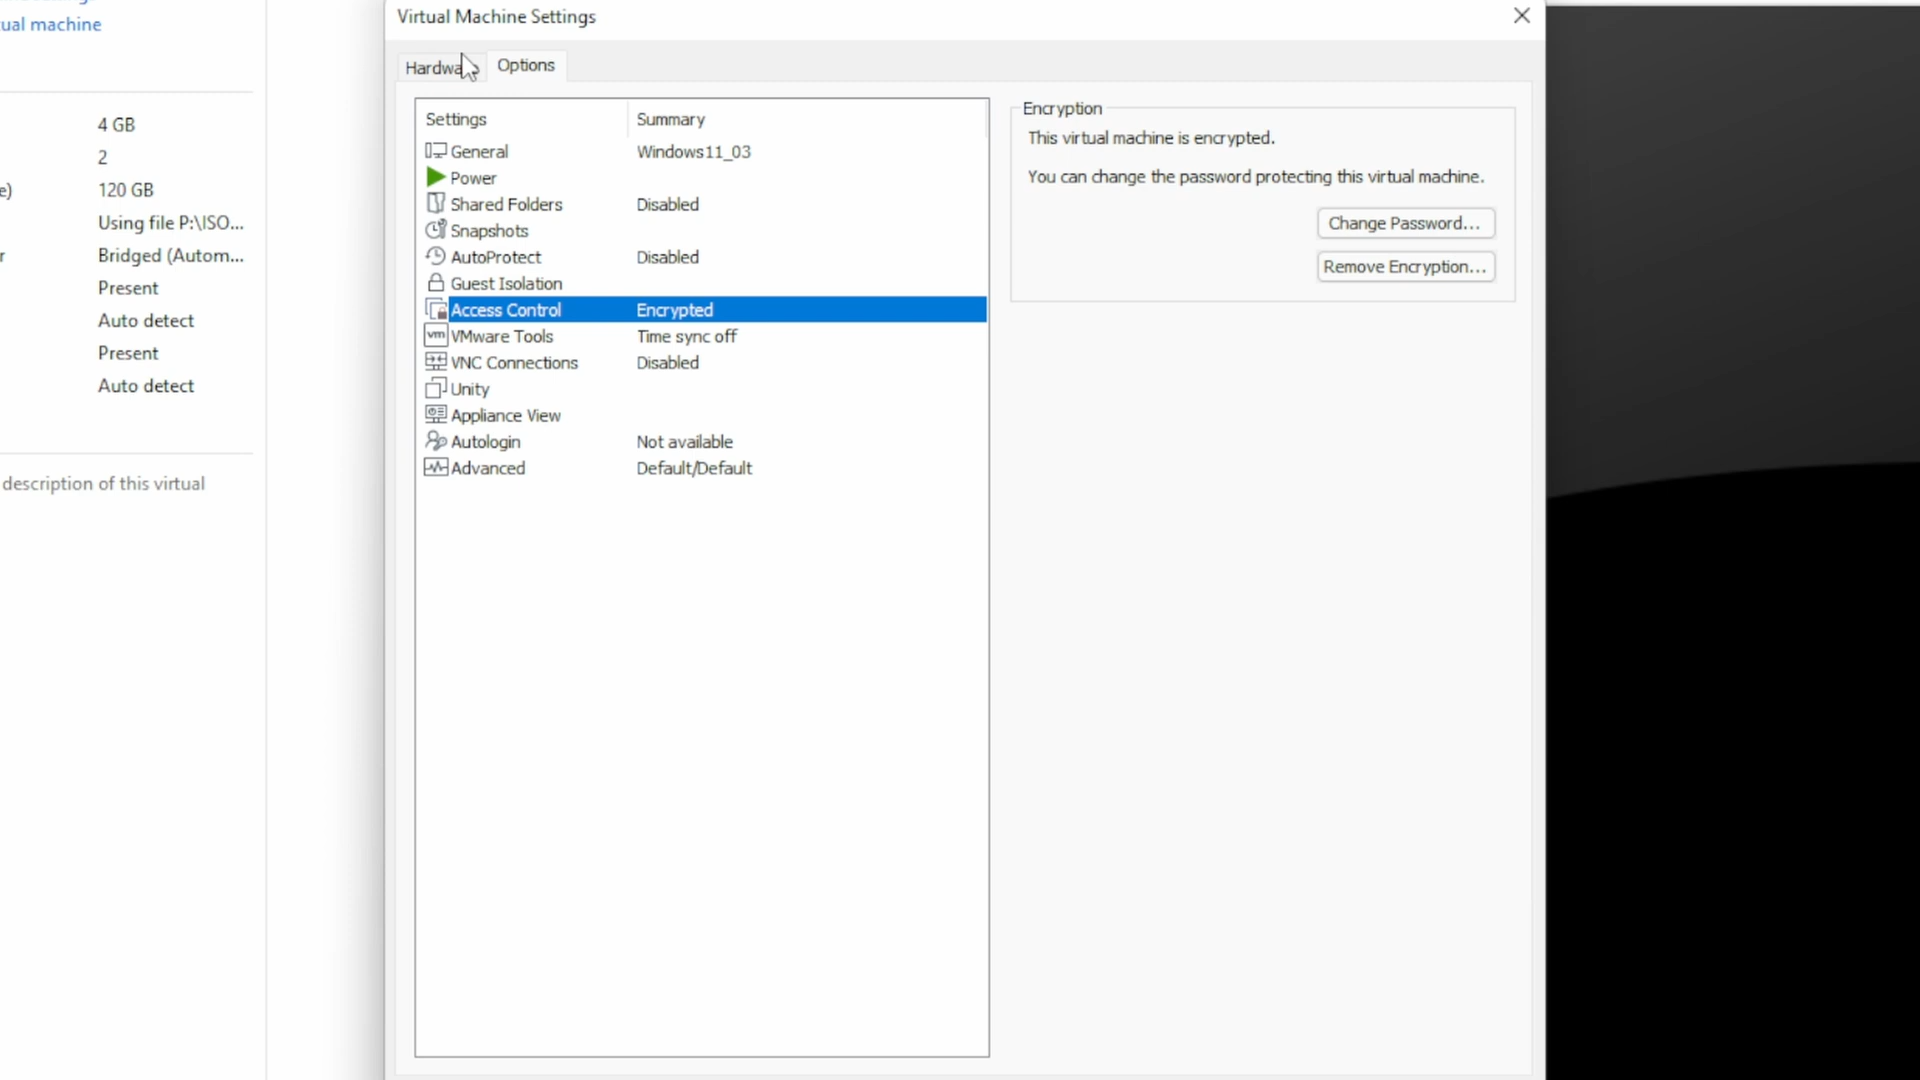 Virtual Machine Settings
tual machine
Hardwa
Options
4 GB
2
e) 120 GB
Using file P:\ISO...
r Bridged (Autom...
Present
Auto detect
Present
Auto detect
description of this virtual
Settings Summary
General Windows11_03
Power
Shared Folders Disabled
Snapshots
AutoProtect Disabled
Guest Isolation
Access Control Encrypted
vm VMware Tools Time sync off
VNC Connections Disabled
Unity
Appliance View
Autologin Not available
Advanced Default/Default
Encryption
This virtual machine is encrypted.
You can change the password protecting this virtual machine.
Change Password...
Remove Encryption...